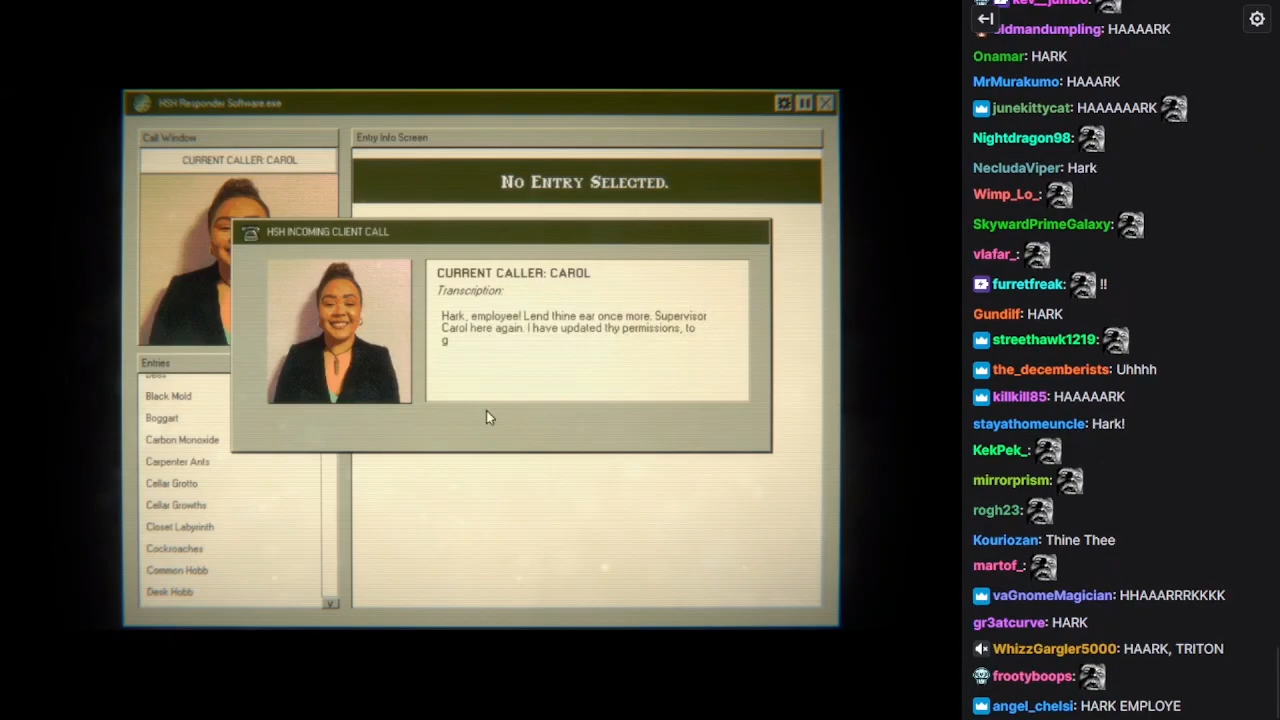 HSH Responder Software.exe
Call Window
CURRENT CALLER: CAROL
Entry Info Screen
No Entry Selected.
HSH INCOMING CLIENT CALL
CURRENT CALLER: CAROL
Transcription:
Hark, employee! Lend thine ear once more. Supervisor
Carol here again. I have updated thy permissions, to
g
Entries
Black Mold
Boggart
Carbon Monoxide
Carpenter Ants
Cellar Grotto
Cellar Growths
Closet Labyrinth
Cockroaches
Common Hobb
Desk Hobb
kev__jumbo:
oldmandumpling: HAAAARK
Onamar: HARK
MrMurakumo: HAAARK
junekittycat: HAAAAAARK
Nightdragon98:
NecludaViper: Hark
Wimp_Lo_:
SkywardPrimeGalaxy:
vlafar_:
furretfreak: !!
Gundilf: HARK
streethawk1219:
the_decemberists: Uhhhh
killkill85: HAAAAARK
stayathomeuncle: Hark!
KekPek_:
mirrorprism:
rogh23:
Kouriozan: Thine Thee
martof_:
vaGnomeMagician: HHAAARRRKKKK
gr3atcurve: HARK
WhizzGargler5000: HAARK, TRITON
frootyboops:
angel_chelsi: HARK EMPLOYE